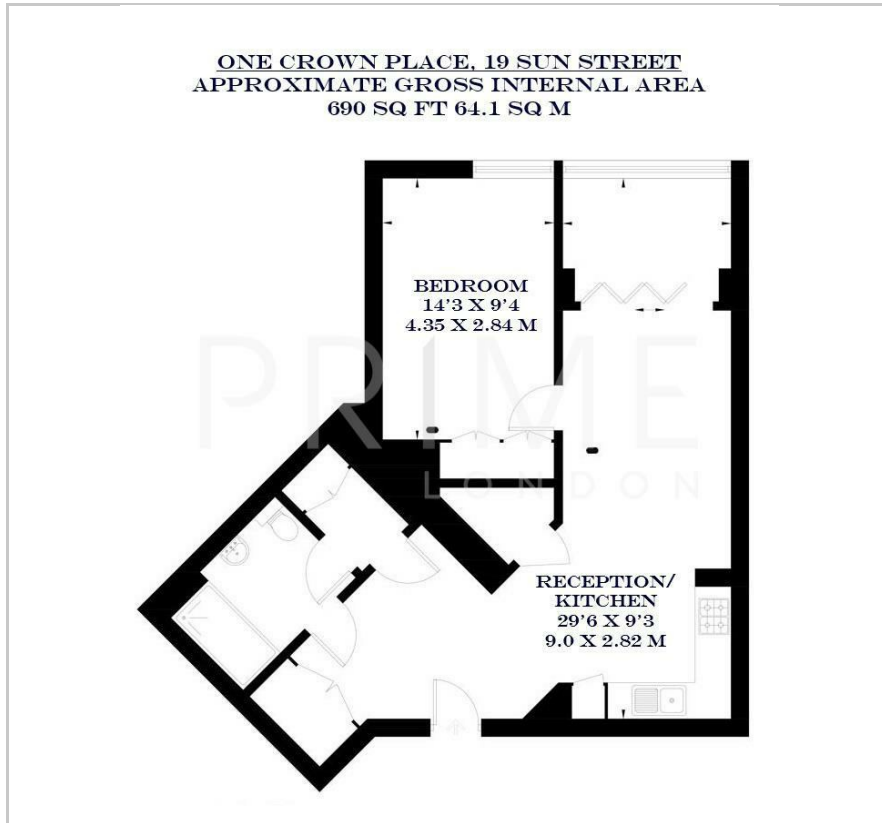 ONE CROWN PLACE, 19 SUN STREET
APPROXIMATE GROSS INTERNAL AREA
690 SQ FT 64.1 SQ M
BEDROOM
14'3 X 9'4
4.35 X 2.84 M
PRIME
LONDON
RECEPTION/
KITCHEN
29'6 X 9'3
9.0 X 2.82 M